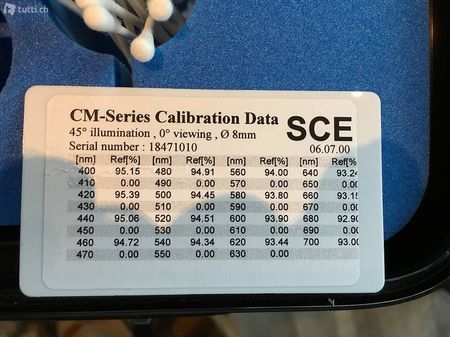 tutti.ch
CM-Series Calibration Data
45° illumination , 0° viewing , Ø 8mm
SCE
Serial number : 18471010
06.07.00
[nm] Ref[%] [nm] Ref[%] [nm] Ref[%] [nm] Ref[%]
400 95.15 480 94.91 560 94.00 640 93.24
410 0.00 490 0.00 570 0.00 650 0.00
420 95.39 500 94.45 580 93.80 660 93.15
430 0.00 510 0.00 590 0.00 670 0.00
440 95.06 520 94.51 600 93.90 680 92.90
450 0.00 530 0.00 610 0.00 690 0.00
460 94.72 540 94.34 620 93.44 700 93.00
470 0.00 550 0.00 630 0.00